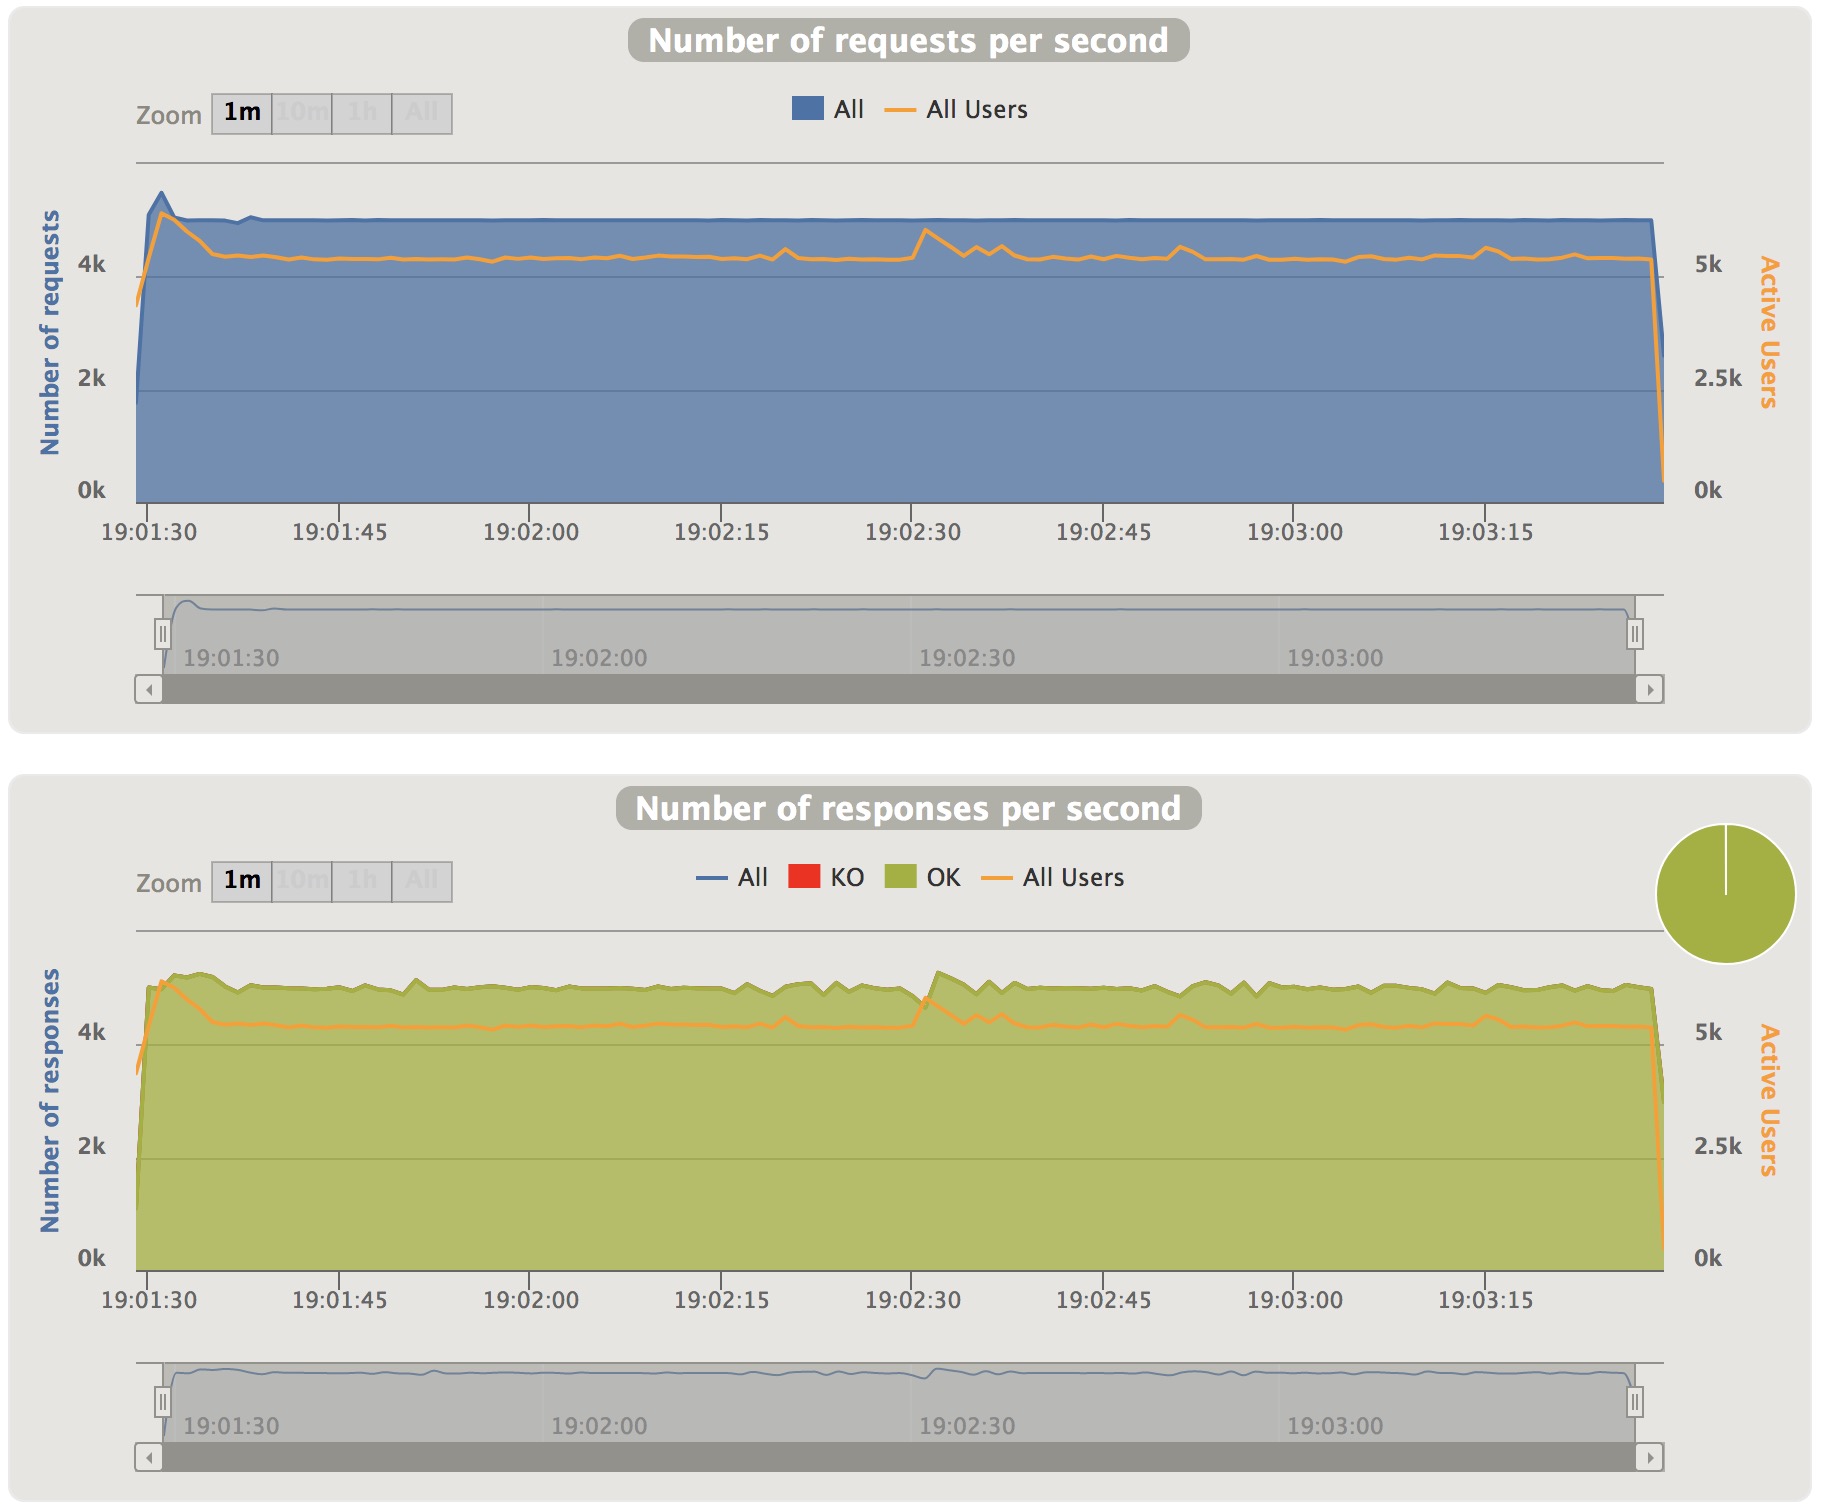 Number of requests per second
Zoom 1m 10m 1h All
All All Users
Number of requests
4k
2k
0k
5k
2.5k
0k
Active Users
19:01:30 19:01:45 19:02:00 19:02:15 19:02:30 19:02:45 19:03:00 19:03:15
19:01:30 19:02:00 19:02:30 19:03:00
Number of responses per second
Zoom 1m 10m 1h All
All KO OK All Users
Number of responses
4k
2k
0k
5k
2.5k
0k
Active Users
19:01:30 19:01:45 19:02:00 19:02:15 19:02:30 19:02:45 19:03:00 19:03:15
19:01:30 19:02:00 19:02:30 19:03:00